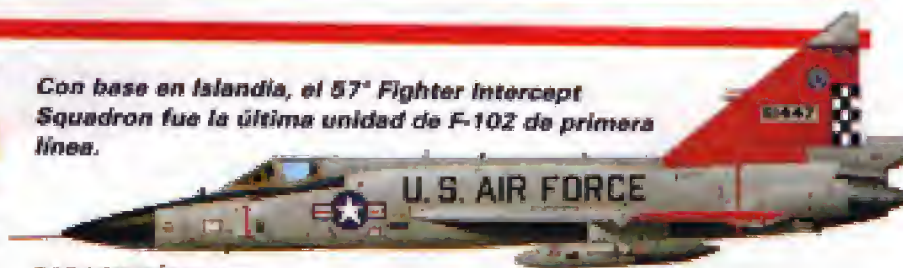 Con base en Islandia, el 57° Fighter Intercept
Squadron fue la última unidad de F-102 de primera
línea.
U.S. AIR FORCE